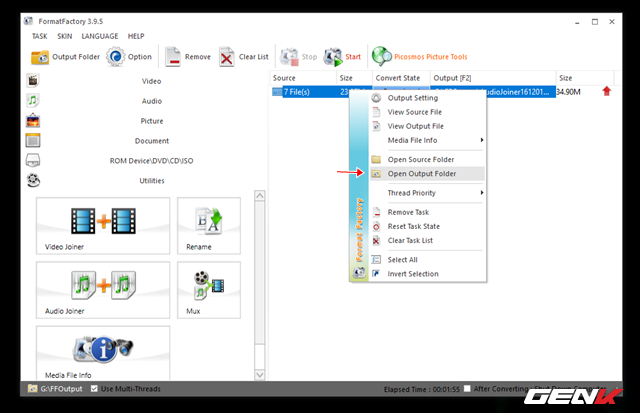 FormatFactory 3.9.5
TASK SKIN LANGUAGE HELP
Output Folder Option Remove Clear List Stop Start Picosmos Picture Tools
Video
Audio
Picture
Document
ROM Device\DVD\CD\ISO
Utilities
Video Joiner
Rename
Audio Joiner
Mux
Media File Info
Source Size Convert State Output [F2] Size
7 File(s) udioJoiner161201... 34.90M
Output Setting
View Source File
View Output File
Media File Info
Open Source Folder
Open Output Folder
Thread Priority
Remove Task
Reset Task State
Clear Task List
Select All
Invert Selection
Format Factory
G:\FFOutput Use Multi-Threads Elapsed Time : 00:01:55 After Converting : Shut Down Computer
GENK